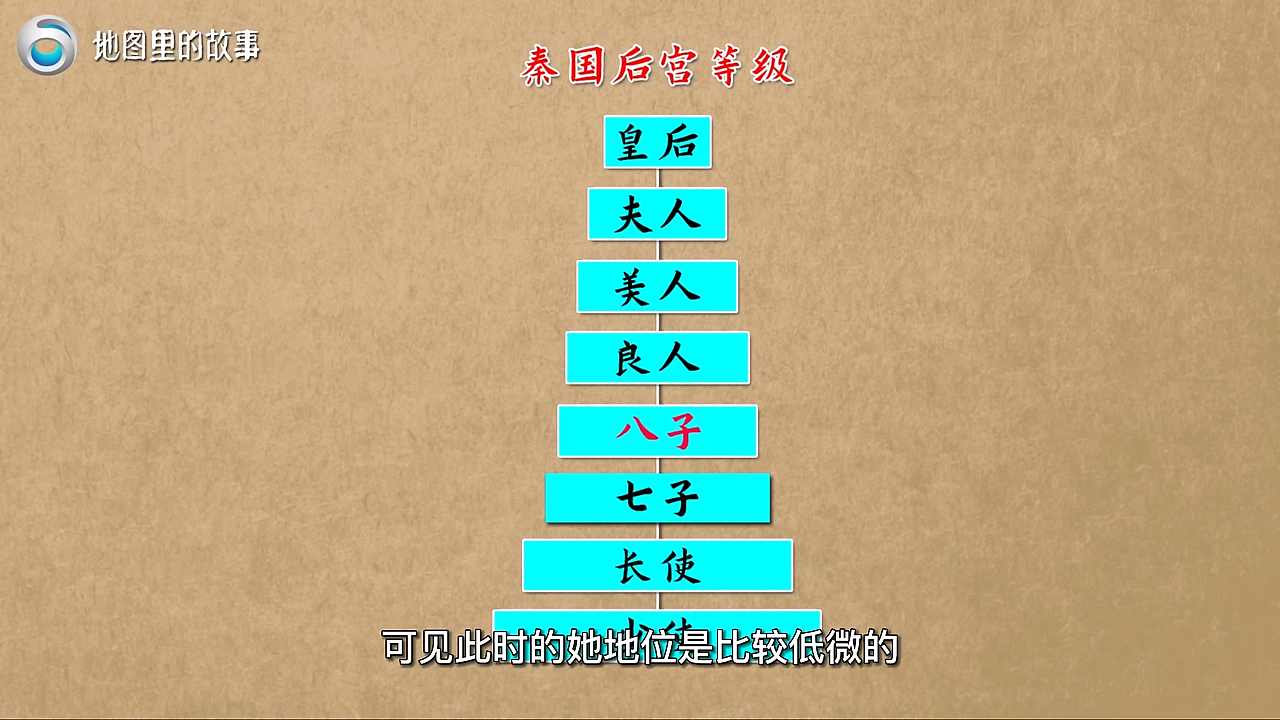 地图里的故事
秦国后宫等级
皇后
夫人
美人
良人
八子
七子
长使
可见此时的她地位是比较低微的